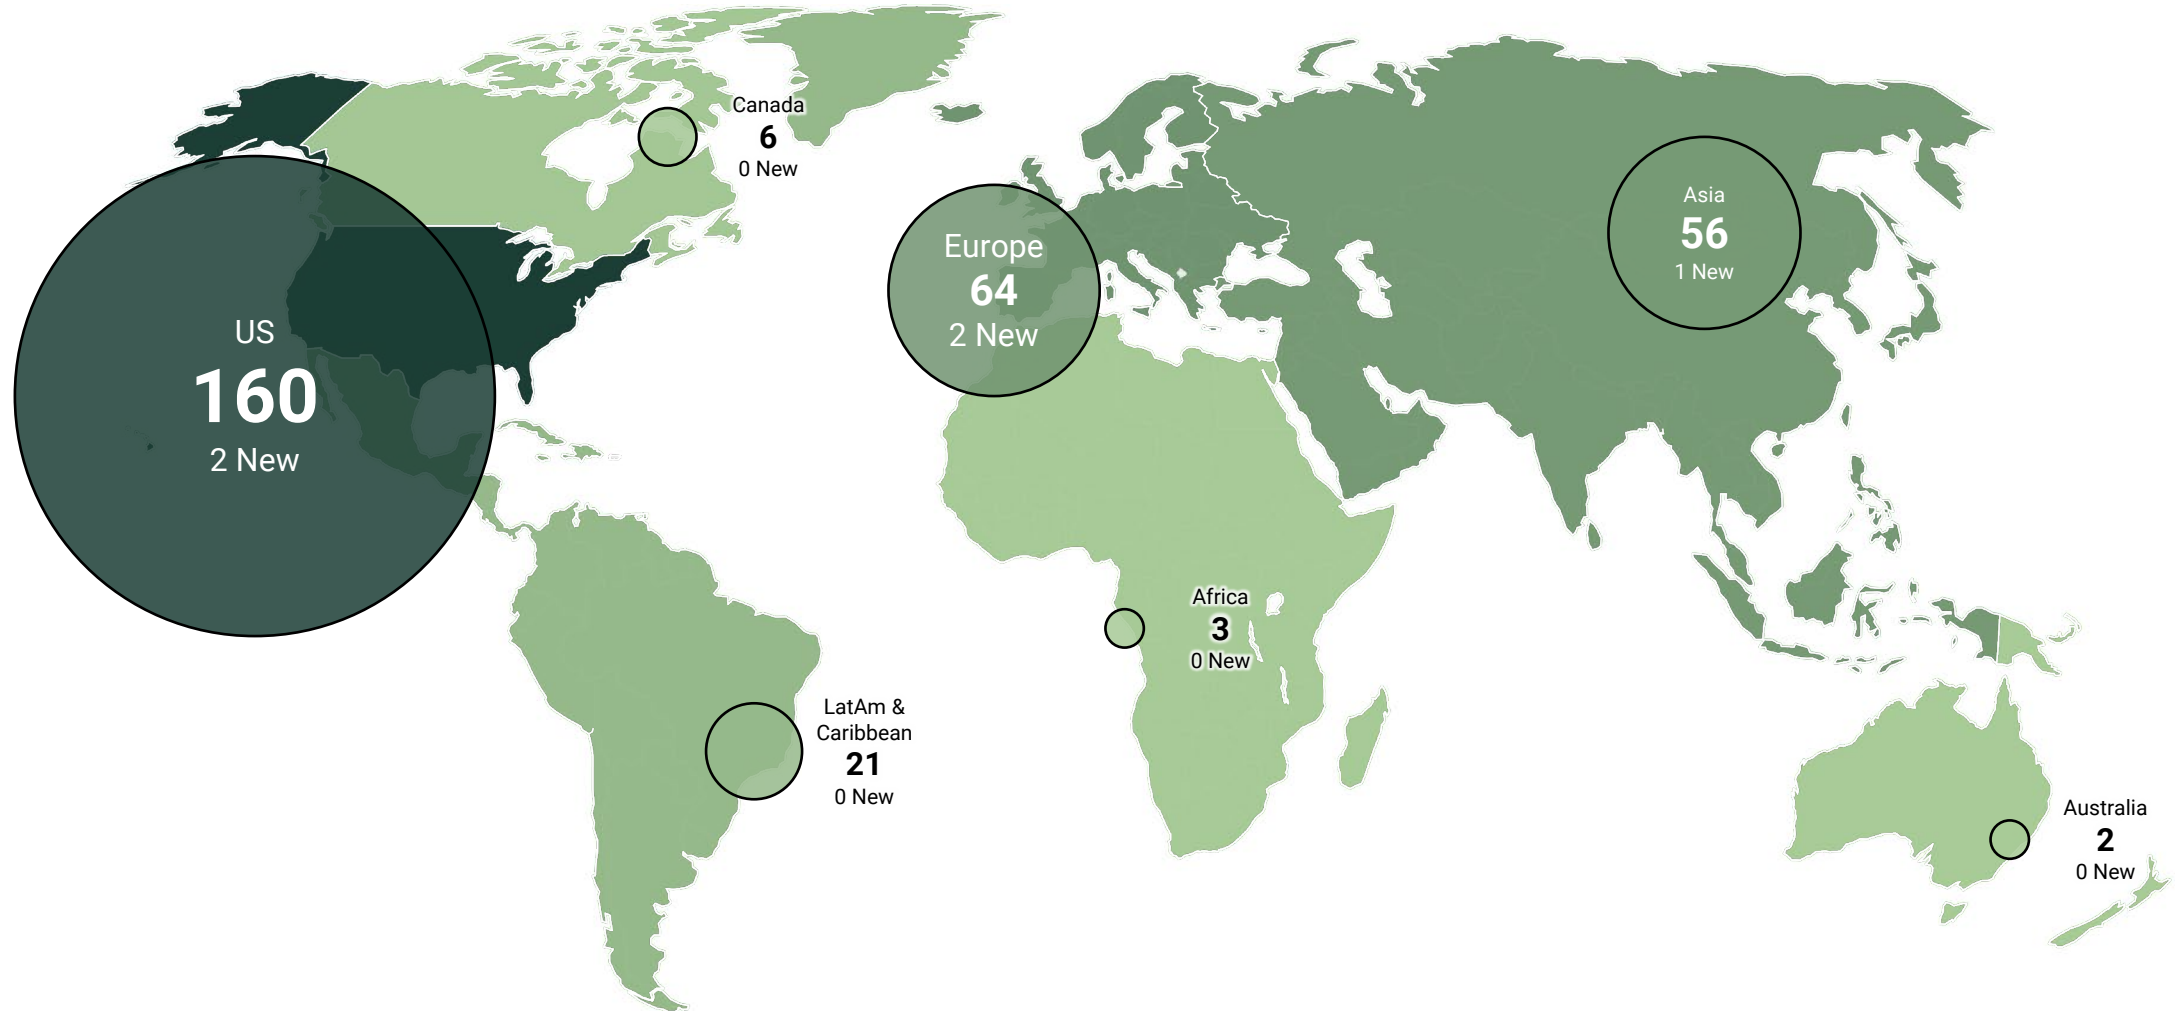 Canada
6
0 New
US
160
2 New
Europe
64
2 New
Asia
56
1 New
LatAm &
Caribbean
21
0 New
Africa
3
0 New
Australia
2
0 New